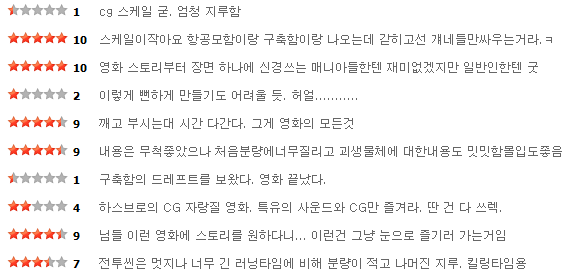 1 cg 스케일 굳. 엄청 지루함
10 스케일이작아요 항공모함이랑 구축함이랑 나오는데 갇히고선 걔네들만싸우는거라.ㅋ
10 영화 스토리부터 장면 하나에 신경쓰는 매니아들한텐 재미없겠지만 일반인한텐 굿
2 이렇게 뻔하게 만들기도 어려울 듯. 허얼...........
9 깨고 부시는대 시간 다간다. 그게 영화의 모든것
9 내용은 무척좋았으나 처음분량에너무질리고 괴생물체에 대한내용도 밋밋함몰입도좋음
1 구축함의 드레프트를 보왔다. 영화 끝났다.
4 하스브로의 CG 자랑질 영화. 특유의 사운드와 CG만 즐겨라. 딴 건 다 쓰렉.
9 님들 이런 영화에 스토리를 원하다니... 이런건 그냥 눈으로 즐기러 가는거임
7 전투씬은 멋지나 너무 긴 러닝타임에 비해 분량이 적고 나머진 지루. 킬링타임용